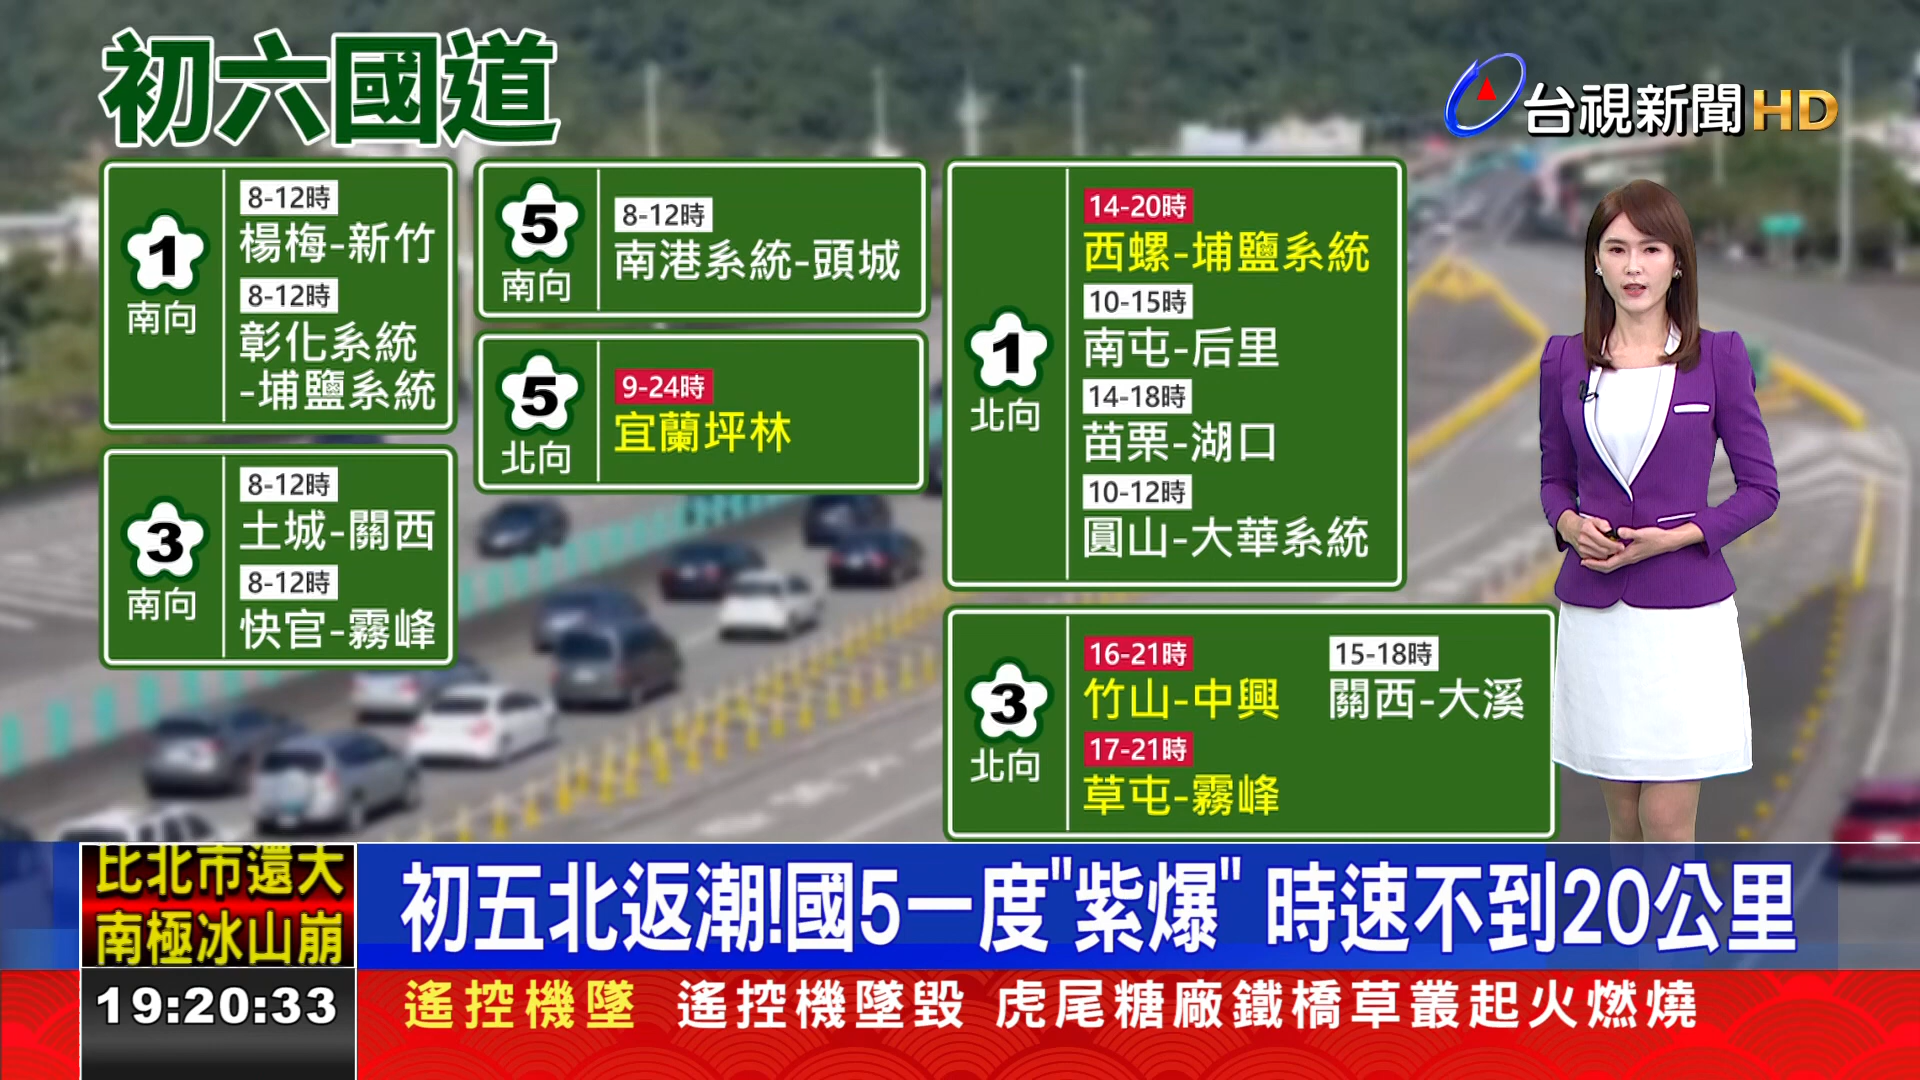 初六國道
台視新聞HD
1
南向
8-12時
楊梅-新竹
8-12時
彰化系統
-埔鹽系統
3
南向
8-12時
土城-關西
8-12時
快官-霧峰
5
南向
8-12時
南港系統-頭城
5
北向
9-24時
宜蘭坪林
1
北向
14-20時
西螺-埔鹽系統
10-15時
南屯-后里
14-18時
苗栗-湖口
10-12時
圓山-大華系統
3
北向
16-21時
竹山-中興
15-18時
關西-大溪
17-21時
草屯-霧峰
比北市還大
南極冰山崩
初五北返潮!國5一度"紫爆" 時速不到20公里
19:20:33
遙控機墜 遙控機墜毀 虎尾糖廠鐵橋草叢起火燃燒